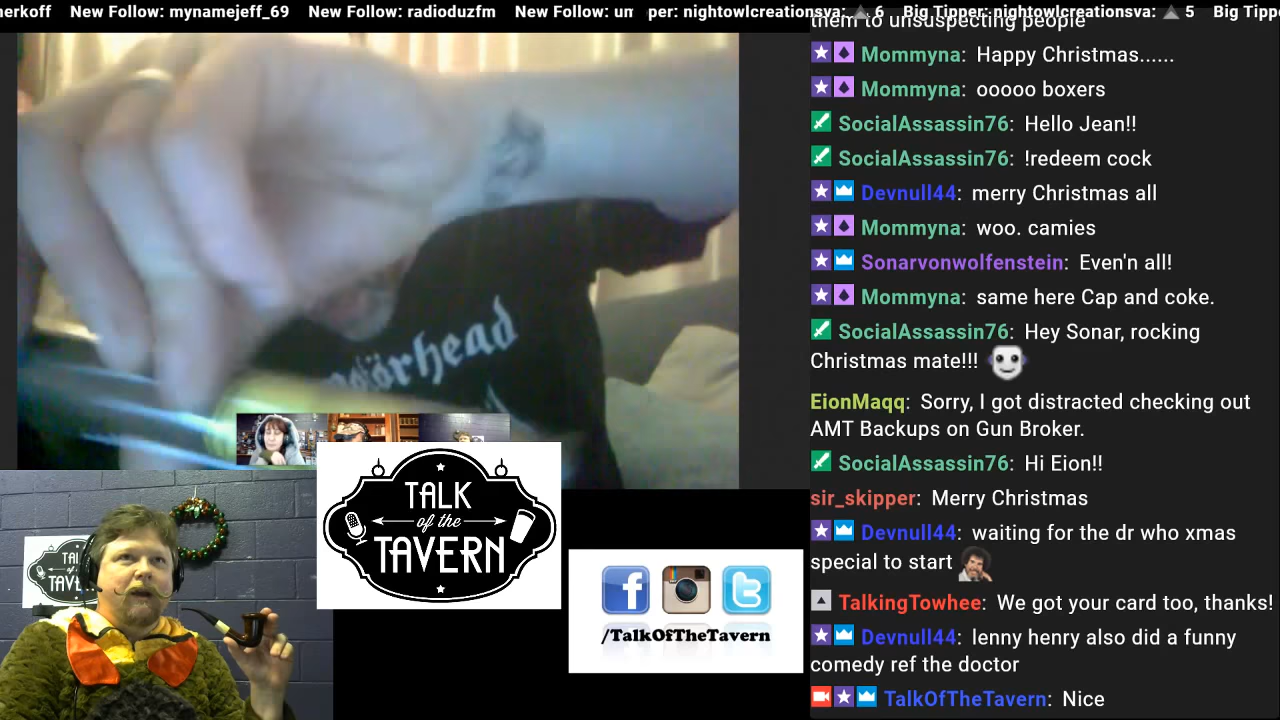 nerkoff New Follow: mynamejeff_69 New Follow: radioduzfm New Follow: um per: nightowlcreationsva: 6 Big Tipper: nightowlcreationsva: 5 Big Tippe
them to unsuspecting people
Mommyna: Happy Christmas......
Mommyna: ooooo boxers
SocialAssassin76: Hello Jean!!
SocialAssassin76: !redeem cock
Devnull44: merry Christmas all
Mommyna: woo. camies
Sonarvonwolfenstein: Even'n all!
Mommyna: same here Cap and coke.
SocialAssassin76: Hey Sonar, rocking
Christmas mate!!!
EionMaqq: Sorry, I got distracted checking out
AMT Backups on Gun Broker.
SocialAssassin76: Hi Eion!!
sir_skipper: Merry Christmas
Devnull44: waiting for the dr who xmas
special to start
TalkingTowhee: We got your card too, thanks!
Devnull44: lenny henry also did a funny
comedy ref the doctor
TalkOfTheTavern: Nice
otörhead
TALK
of the
TAVERN
/TalkOfTheTavern
TAL
TAVE